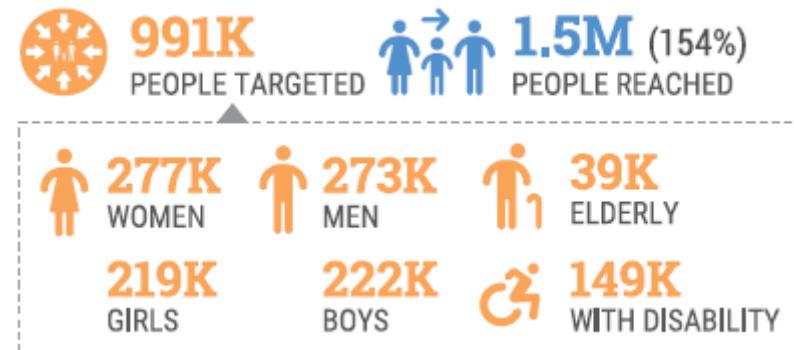 991K 1.5M (154%)
PEOPLE TARGETED PEOPLE REACHED
277K 273K 39K
WOMEN MEN ELDERLY
219K 222K 149K
GIRLS BOYS WITH DISABILITY